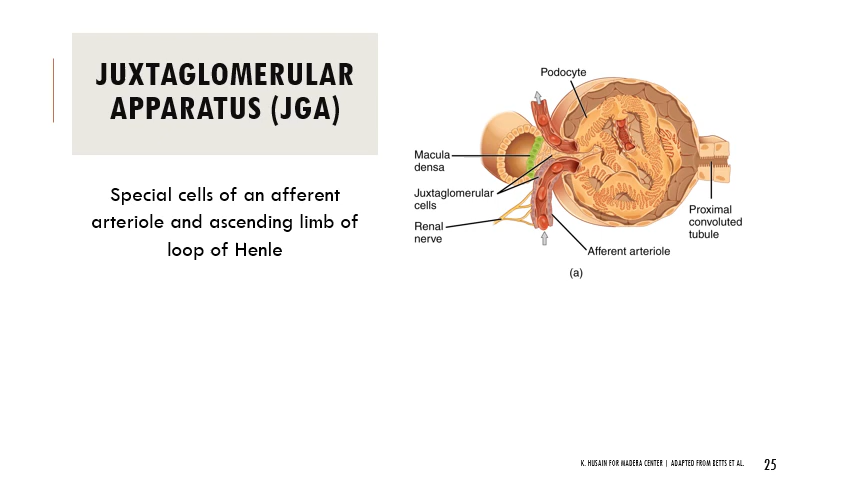 JUXTAGLOMERULAR
APPARATUS (JGA)
Special cells of an afferent
arteriole and ascending limb of
loop of Henle
Podocyte
Macula
densa
Juxtaglomerular
cells
Renal
nerve
Proximal
convoluted
tubule
Afferent arteriole
(a)
K. HUSAIN FOR MADERA CENTER | ADAPTED FROM BETTS ET AL.
25